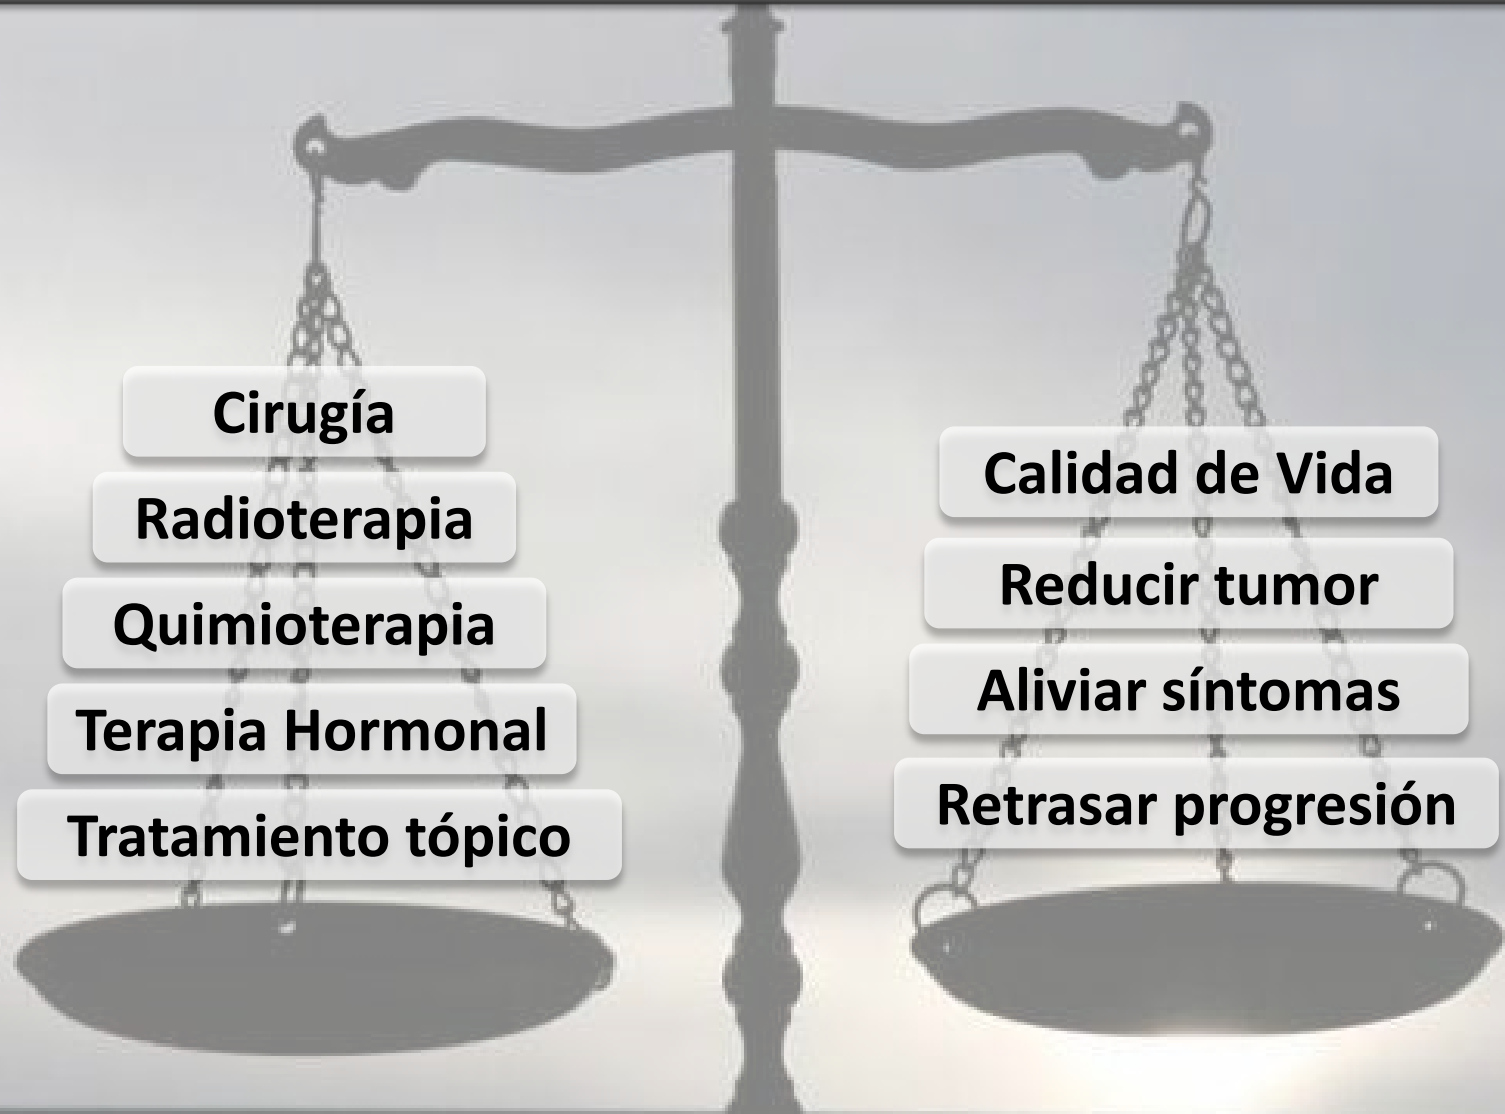 Cirugía
Radioterapia
Quimioterapia
Terapia Hormonal
Tratamiento tópico
Calidad de Vida
Reducir tumor
Aliviar síntomas
Retrasar progresión